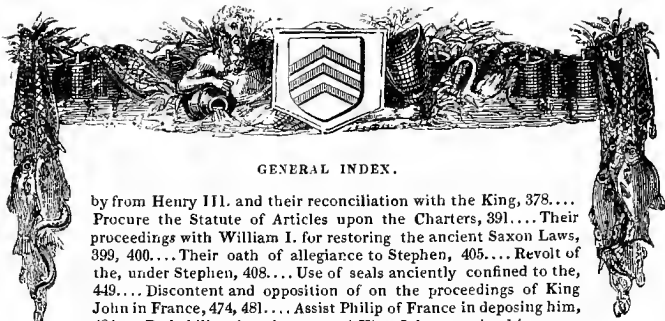 GENERAL INDEX.
by from Henry III. and their reconciliation with the King, 378....
Procure the Statute of Articles upon the Charters, 391....Their
proceedings with William I. for restoring the ancient Saxon Laws,
399, 400....Their oath of allegiance to Stephen, 405....Revolt of
the, under Stephen, 408....Use of seals anciently confined to the,
449....Discontent and opposition of on the proceedings of King
John in France, 474, 481....Assist Philip of France in deposing him,